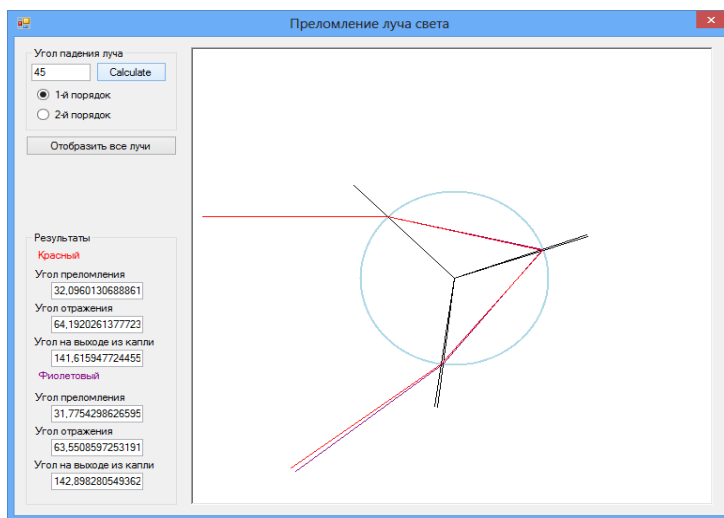 Преломление луча света
Угол падения луча
45
Calculate
1-й порядок
2-й порядок
Отобразить все лучи
Результаты
Красный
Угол преломления
32,0960130688861
Угол отражения
64,1920261377723
Угол на выходе из капли
141,615947724455
Фиолетовый
Угол преломления
31,7754298626595
Угол отражения
63,5508597253191
Угол на выходе из капли
142,898280549362